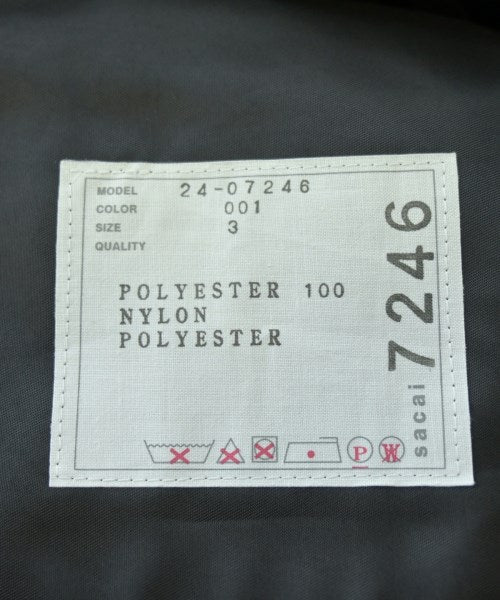 MODEL 24-07246
COLOR 001
SIZE 3
QUALITY
POLYESTER 100
NYLON
POLYESTER
P W
sacai 7246